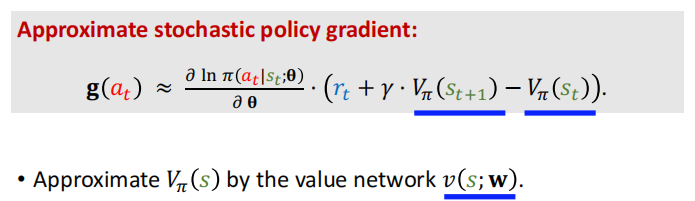 Approximate stochastic policy gradient:
𝐠(𝑎ₜ) ≈ ∂ ln 𝜋(𝑎ₜ|𝑠ₜ;𝛉) / ∂ 𝛉 · (𝑟ₜ + 𝛾 · 𝑉_𝜋(𝑠ₜ₊₁) − 𝑉_𝜋(𝑠ₜ)).
• Approximate 𝑉_𝜋(𝑠) by the value network 𝑣(𝑠; 𝐰).